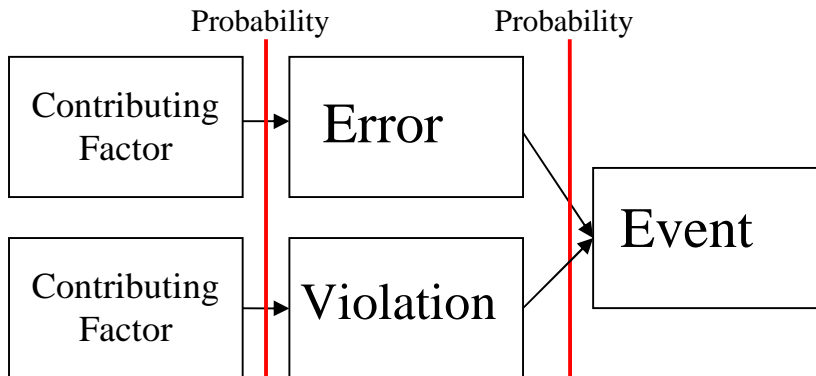 Probability
Probability
Contributing
Factor
Error
Event
Contributing
Factor
Violation